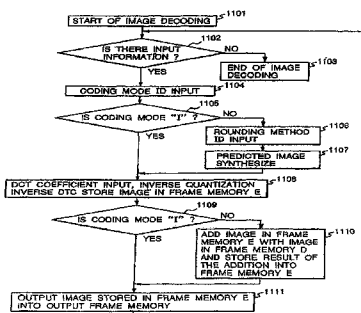 1101
START OF IMAGE DECODING
1102
IS THERE INPUT
INFORMATION ?
NO
YES
1103
END OF IMAGE
DECODING
1104
CODING MODE ID INPUT
1105
IS CODING MODE "I" ?
NO
YES
1106
ROUNDING METHOD
ID INPUT
1107
PREDICTED IMAGE
SYNTHESIZE
1108
DCT COEFFICIENT INPUT, INVERSE QUANTIZATION
INVERSE DTC STORE IMAGE IN FRAME MEMORY E
1109
IS CODING MODE "I" ?
NO
YES
1110
ADD IMAGE IN FRAME
MEMORY E WITH IMAGE
IN FRAME MEMORY D
AND STORE RESULT OF
THE ADDITION INTO
FRAME MEMORY E
1111
OUTPUT IMAGE STORED IN FRAME MEMORY E
INTO OUTPUT FRAME MEMORY